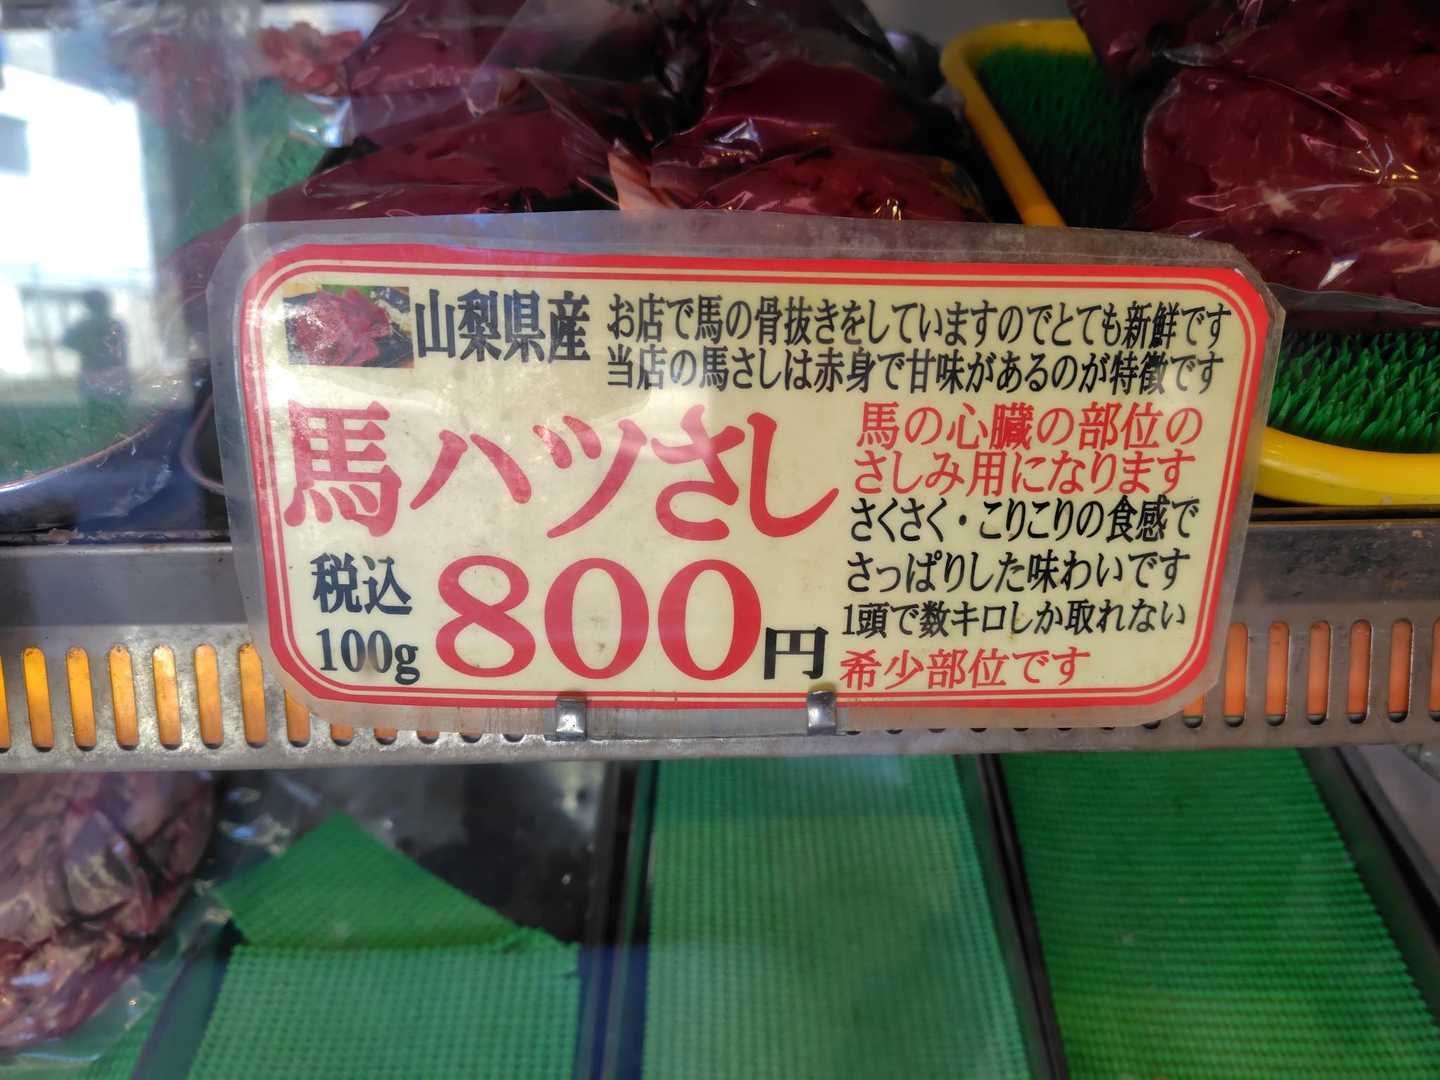 山梨県産
お店で馬の骨抜きをしていますのでとても新鮮です
当店の馬さしは赤身で甘味があるのが特徴です
馬ハツさし
馬の心臓の部位の
さしみ用になります
さくさく・こりこりの食感で
さっぱりした味わいです
1頭で数キロしか取れない
希少部位です
税込
100g
800円